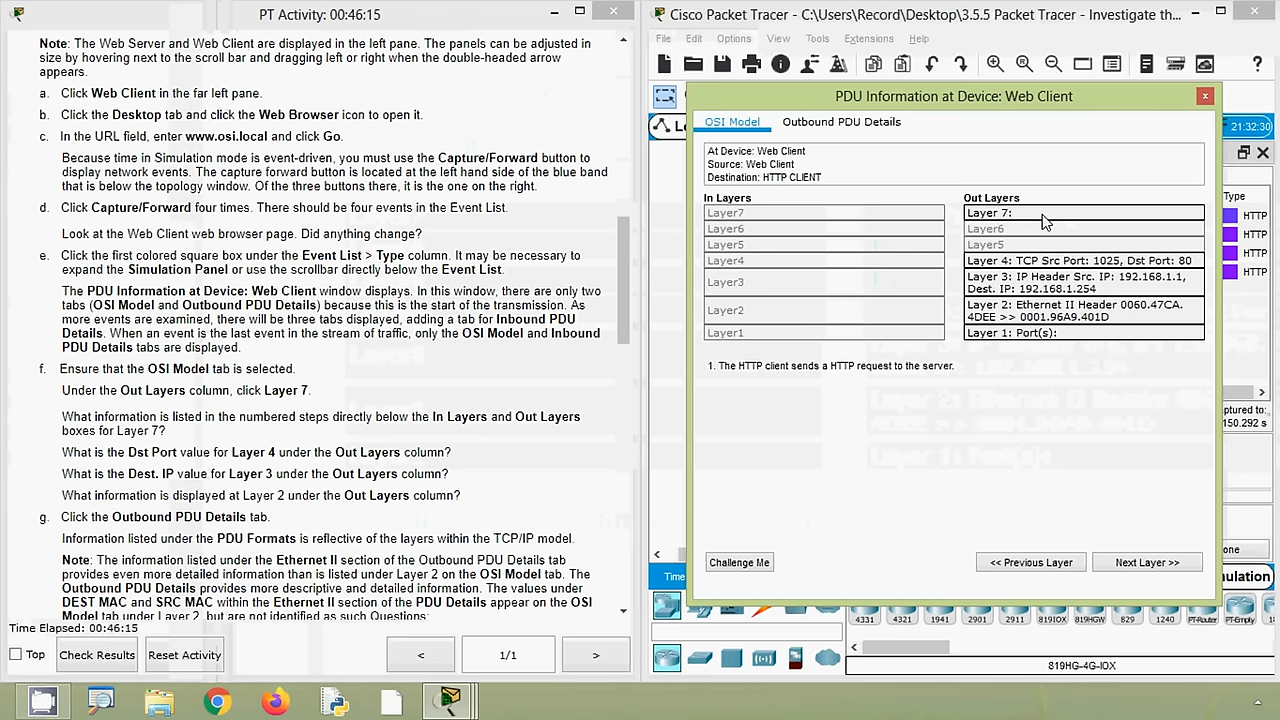 PT Activity: 00:46:15
Note: The Web Server and Web Client are displayed in the left pane. The panels can be adjusted in
size by hovering next to the scroll bar and dragging left or right when the double-headed arrow
appears.
a. Click Web Client in the far left pane.
b. Click the Desktop tab and click the Web Browser icon to open it.
c. In the URL field, enter www.osi.local and click Go.
Because time in Simulation mode is event-driven, you must use the Capture/Forward button to
display network events. The capture forward button is located at the left hand side of the blue band
that is below the topology window. Of the three buttons there, it is the one on the right.
d. Click Capture/Forward four times. There should be four events in the Event List.
Look at the Web Client web browser page. Did anything change?
e. Click the first colored square box under the Event List > Type column. It may be necessary to
expand the Simulation Panel or use the scrollbar directly below the Event List.
The PDU Information at Device: Web Client window displays. In this window, there are only two
tabs (OSI Model and Outbound PDU Details) because this is the start of the transmission. As
more events are examined, there will be three tabs displayed, adding a tab for Inbound PDU
Details. When an event is the last event in the stream of traffic, only the OSI Model and Inbound
PDU Details tabs are displayed.
f. Ensure that the OSI Model tab is selected.
Under the Out Layers column, click Layer 7.
What information is listed in the numbered steps directly below the In Layers and Out Layers
boxes for Layer 7?
What is the Dst Port value for Layer 4 under the Out Layers column?
What is the Dest. IP value for Layer 3 under the Out Layers column?
What information is displayed at Layer 2 under the Out Layers column?
g. Click the Outbound PDU Details tab.
Information listed under the PDU Formats is reflective of the layers within the TCP/IP model.
Note: The information listed under the Ethernet II section of the Outbound PDU Details tab
provides even more detailed information than is listed under Layer 2 on the OSI Model tab. The
Outbound PDU Details provides more descriptive and detailed information. The values under
DEST MAC and SRC MAC within the Ethernet II section of the PDU Details appear on the OSI
Model tab under Layer 2, but are not identified as such Questions:
Time Elapsed: 00:46:15
Top
Check Results
Reset Activity
<
1/1
>
Cisco Packet Tracer - C:\Users\Record\Desktop\3.5.5 Packet Tracer - Investigate th...
File Edit Options View Tools Extensions Help
21:32:30
PDU Information at Device: Web Client
OSI Model
Outbound PDU Details
At Device: Web Client
Source: Web Client
Destination: HTTP CLIENT
In Layers
Layer7
Layer6
Layer5
Layer4
Layer3
Layer2
Layer1
Out Layers
Layer 7:
Layer6
Layer5
Layer 4: TCP Src Port: 1025, Dst Port: 80
Layer 3: IP Header Src. IP: 192.168.1.1,
Dest. IP: 192.168.1.254
Layer 2: Ethernet II Header 0060.47CA.
4DEE >> 0001.96A9.401D
Layer 1: Port(s):
1. The HTTP client sends a HTTP request to the server.
Challenge Me
<< Previous Layer
Next Layer >>
Type
HTTP
HTTP
HTTP
HTTP
ptured to:
150.292 s
one
Time
ulation
4331 4321 1941 2901 2911 819IOX 819HGW 829 1240 PT-Router PT-Empty
819HG-4G-IOX